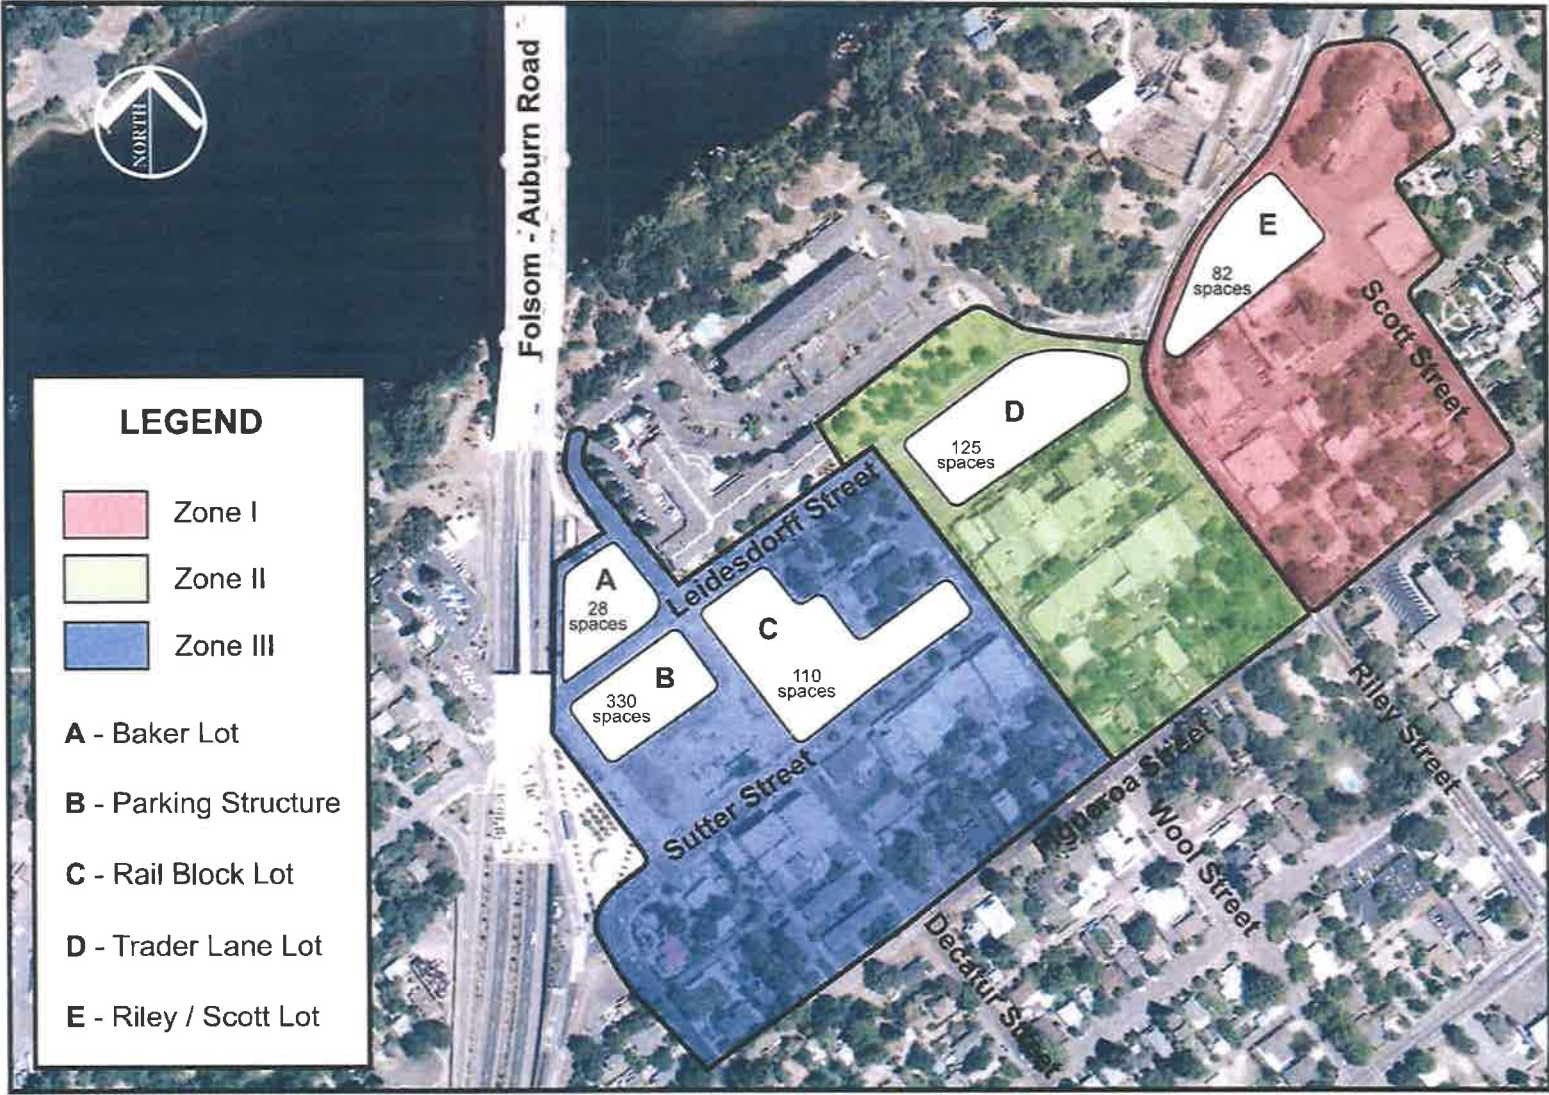 NORTH
Folsom - Auburn Road
E
82
spaces
Scott Street
D
125
spaces
LEGEND
Zone I
Zone II
Zone III
A - Baker Lot
B - Parking Structure
C - Rail Block Lot
D - Trader Lane Lot
E - Riley / Scott Lot
Leidesdorff Street
A
28
spaces
B
330
spaces
C
110
spaces
Sutter Street
Riley Street
Street
Wool Street
Decatur Street